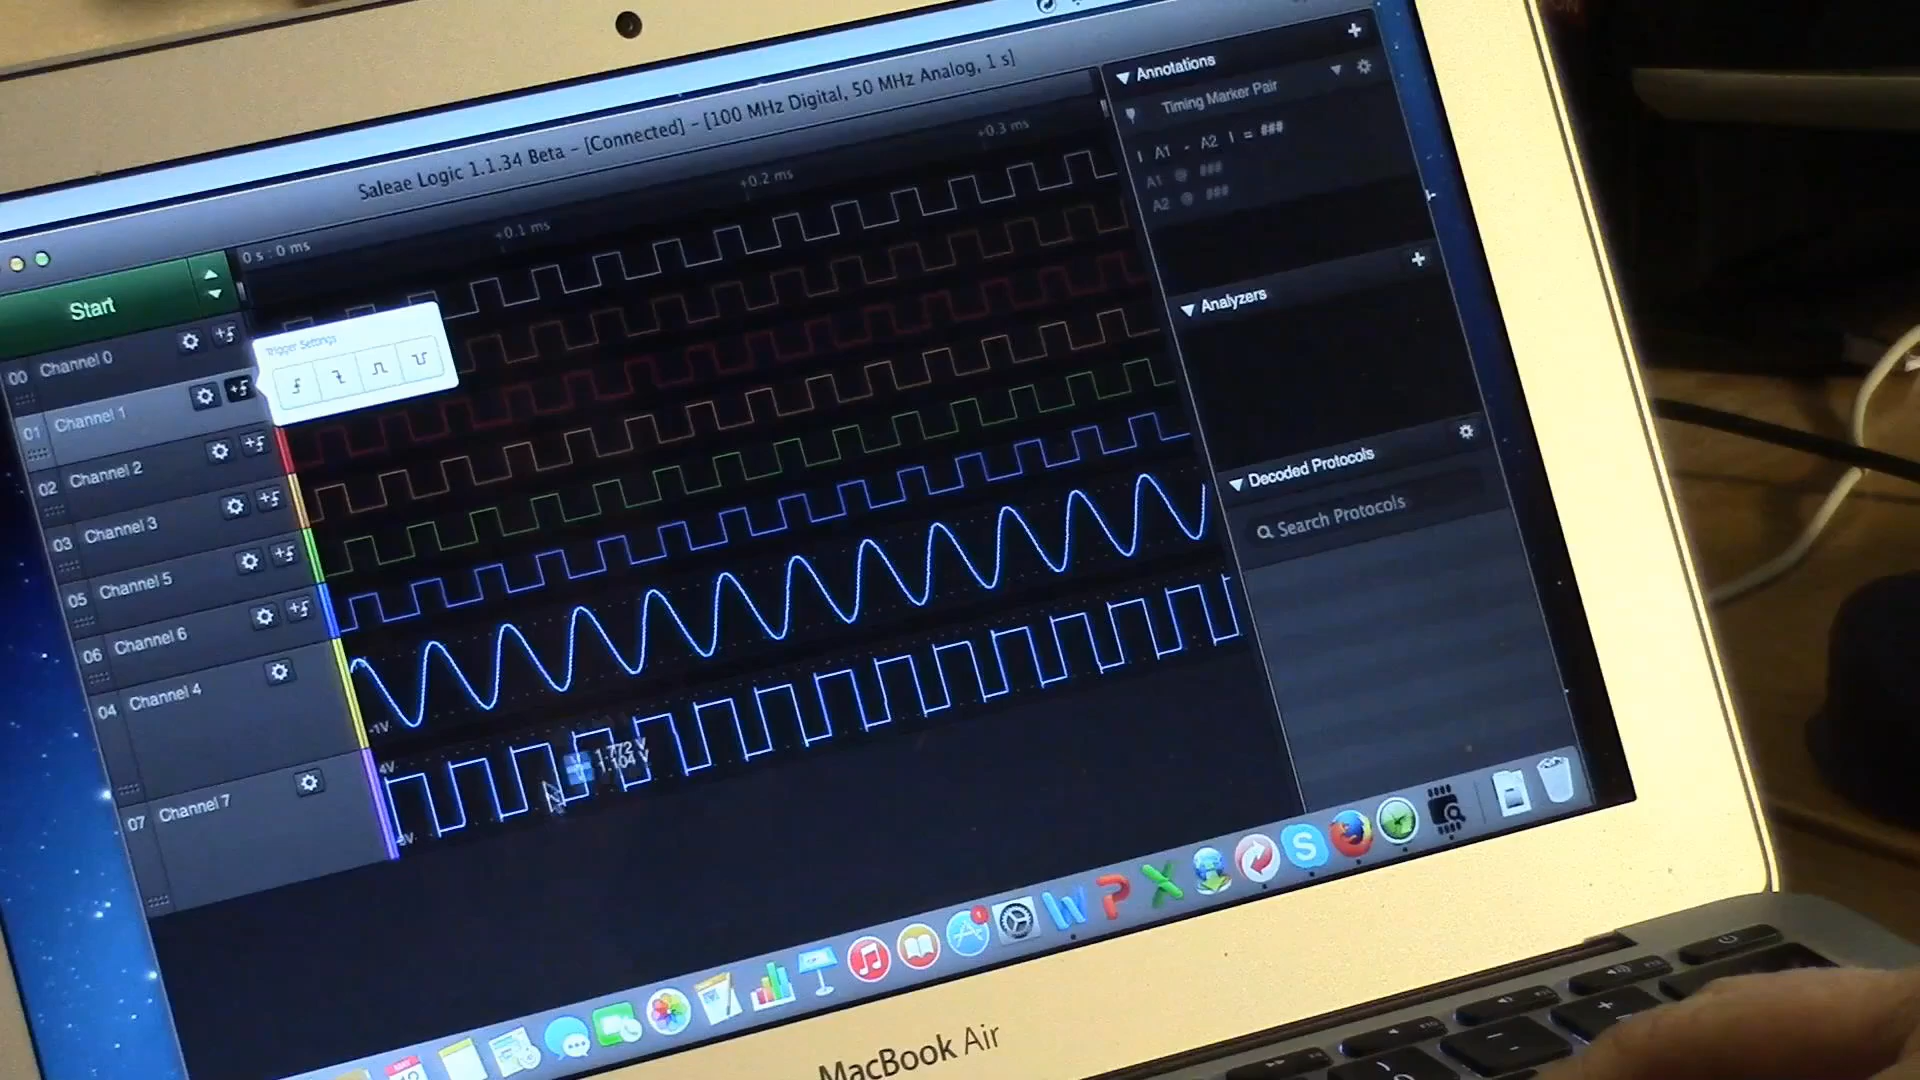 Saleae Logic 1.1.34 Beta - [Connected] - [100 MHz Digital, 50 MHz Analog, 1 s]
0 s : 0 ms
+0.1 ms
+0.2 ms
+0.3 ms
Start
00 Channel 0
01 Channel 1
02 Channel 2
03 Channel 3
05 Channel 5
06 Channel 6
04 Channel 4
07 Channel 7
Trigger Settings
-1V
4V
1.772 V
1.104 V
Annotations
Timing Marker Pair
| A1 - A2 | = ###
A1 @ ###
A2 @ ###
Analyzers
Decoded Protocols
Search Protocols
MacBook Air